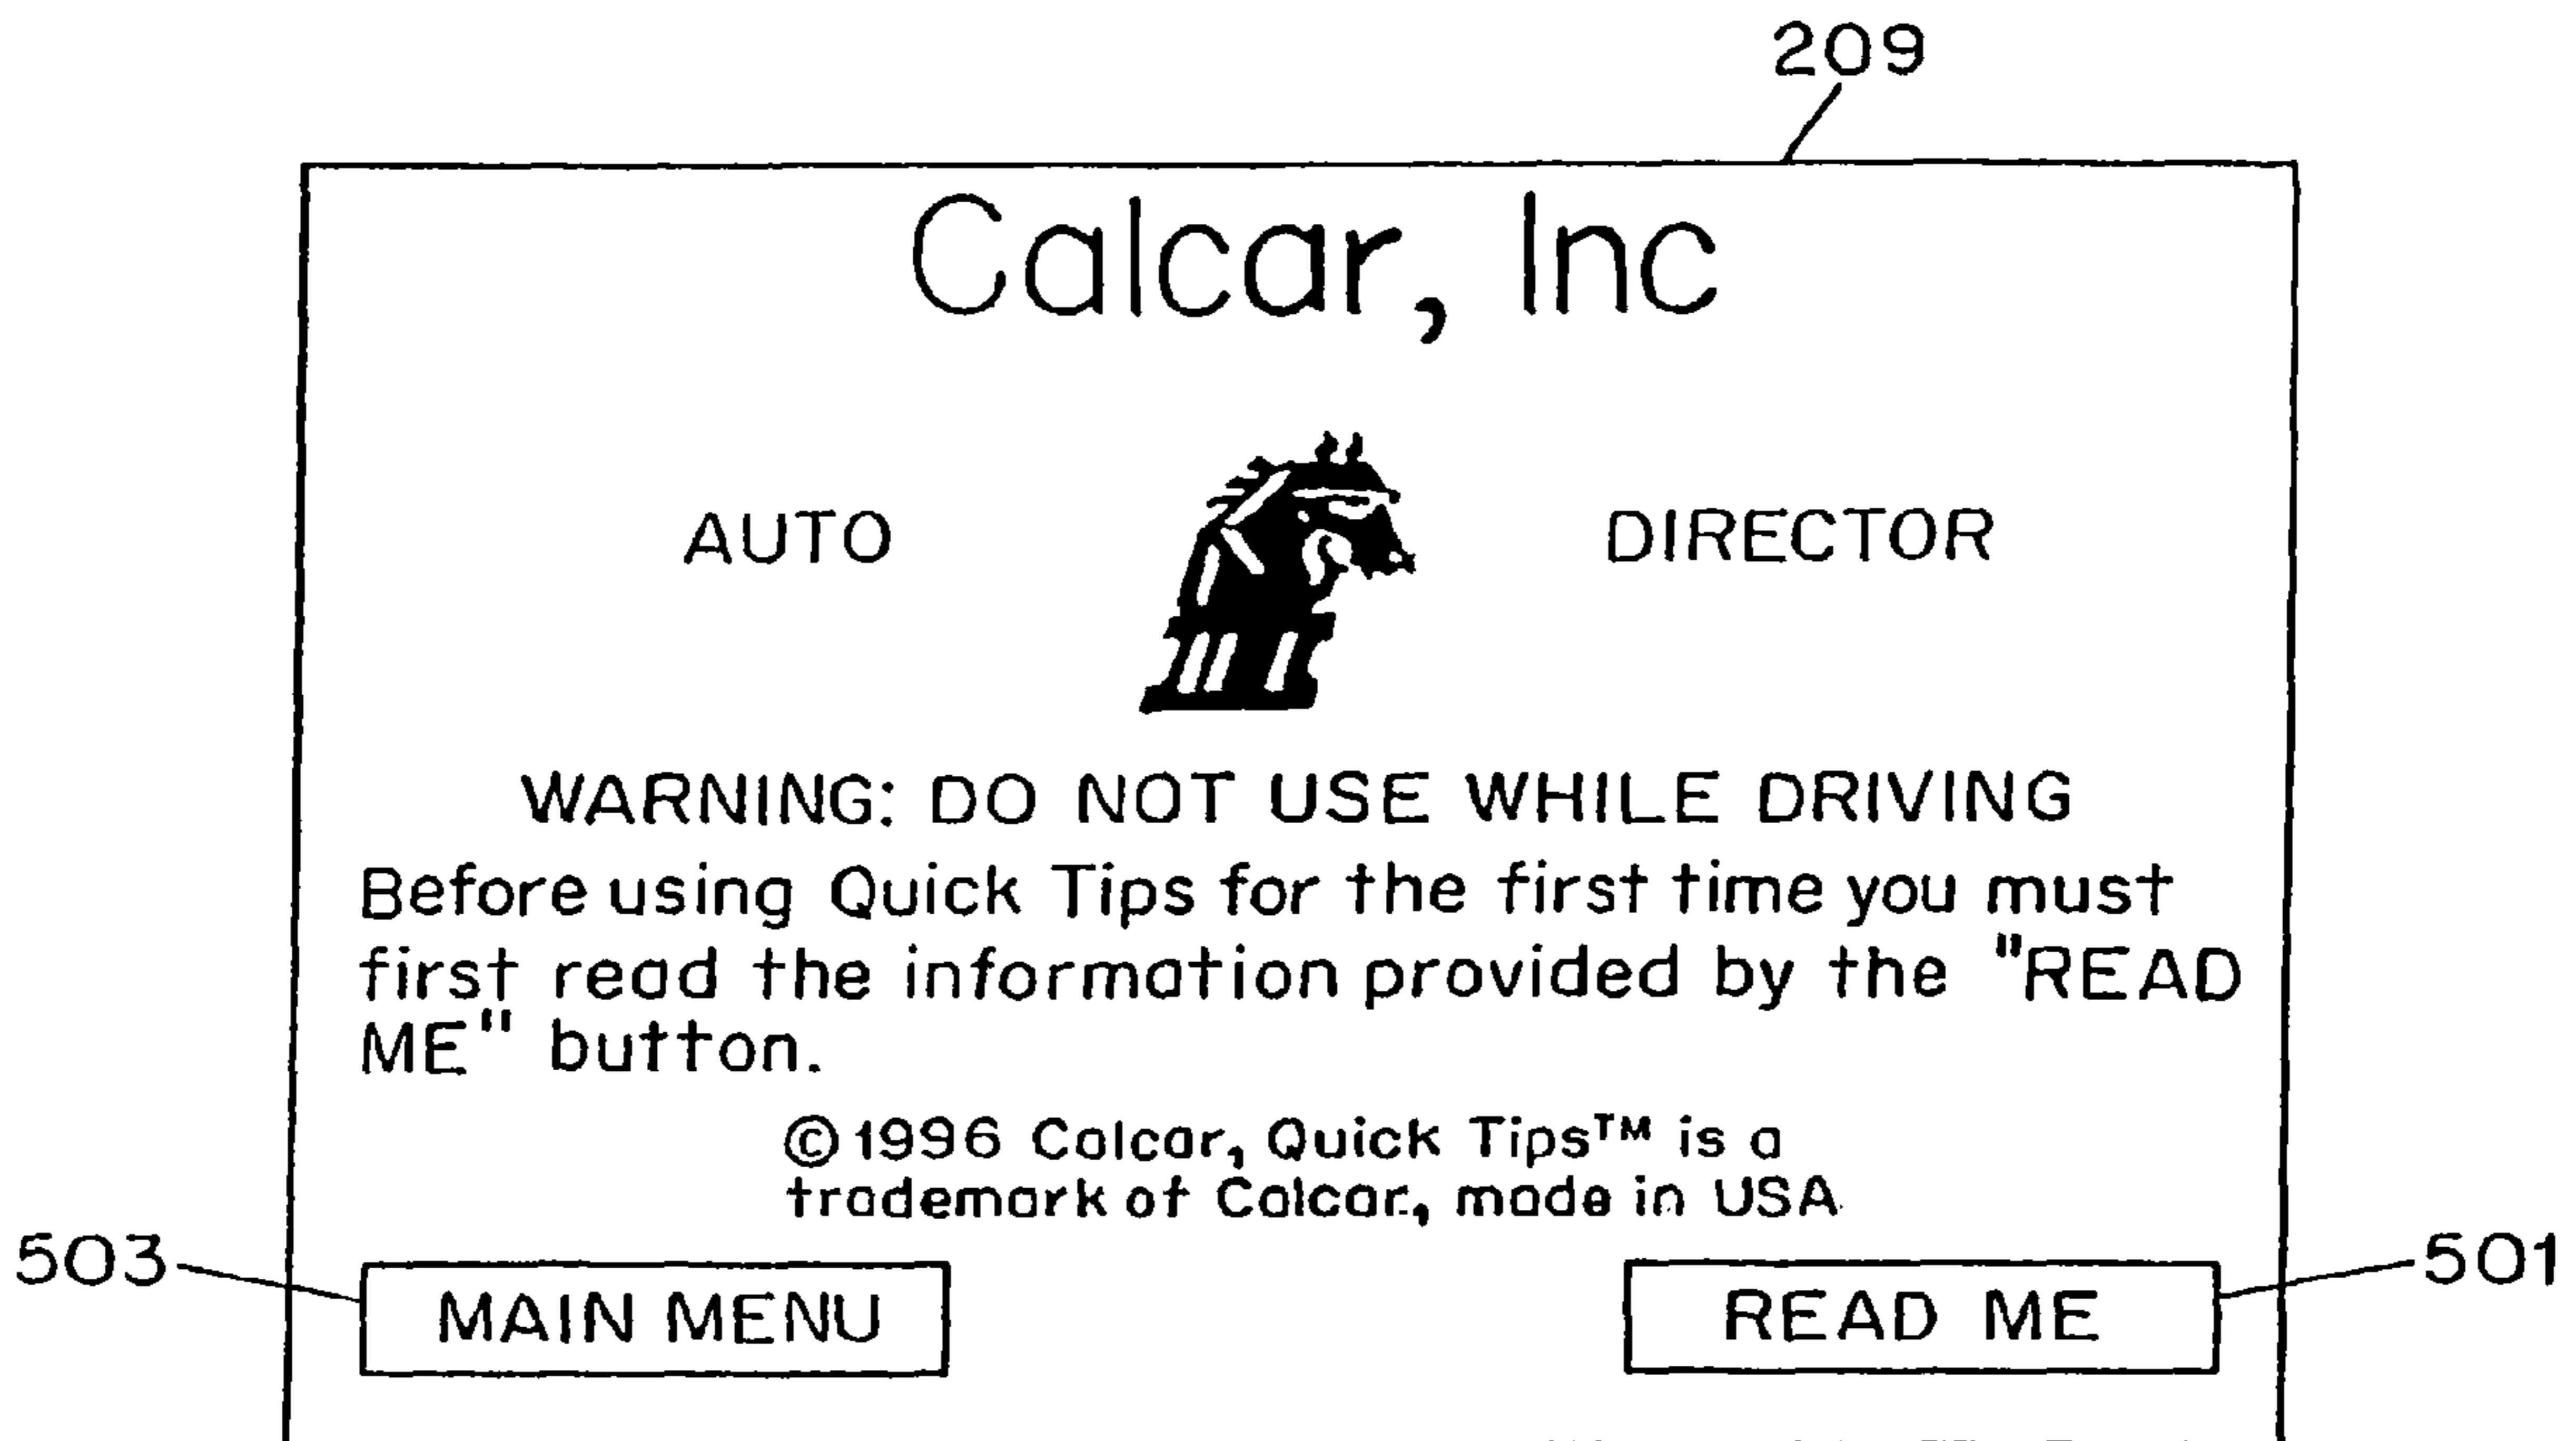 209
Calcar, Inc
AUTO DIRECTOR
WARNING: DO NOT USE WHILE DRIVING
Before using Quick Tips for the first time you must
first read the information provided by the "READ
ME" button.
©1996 Calcar, Quick Tips™ is a
trademark of Calcar, made in USA
503 MAIN MENU READ ME 501